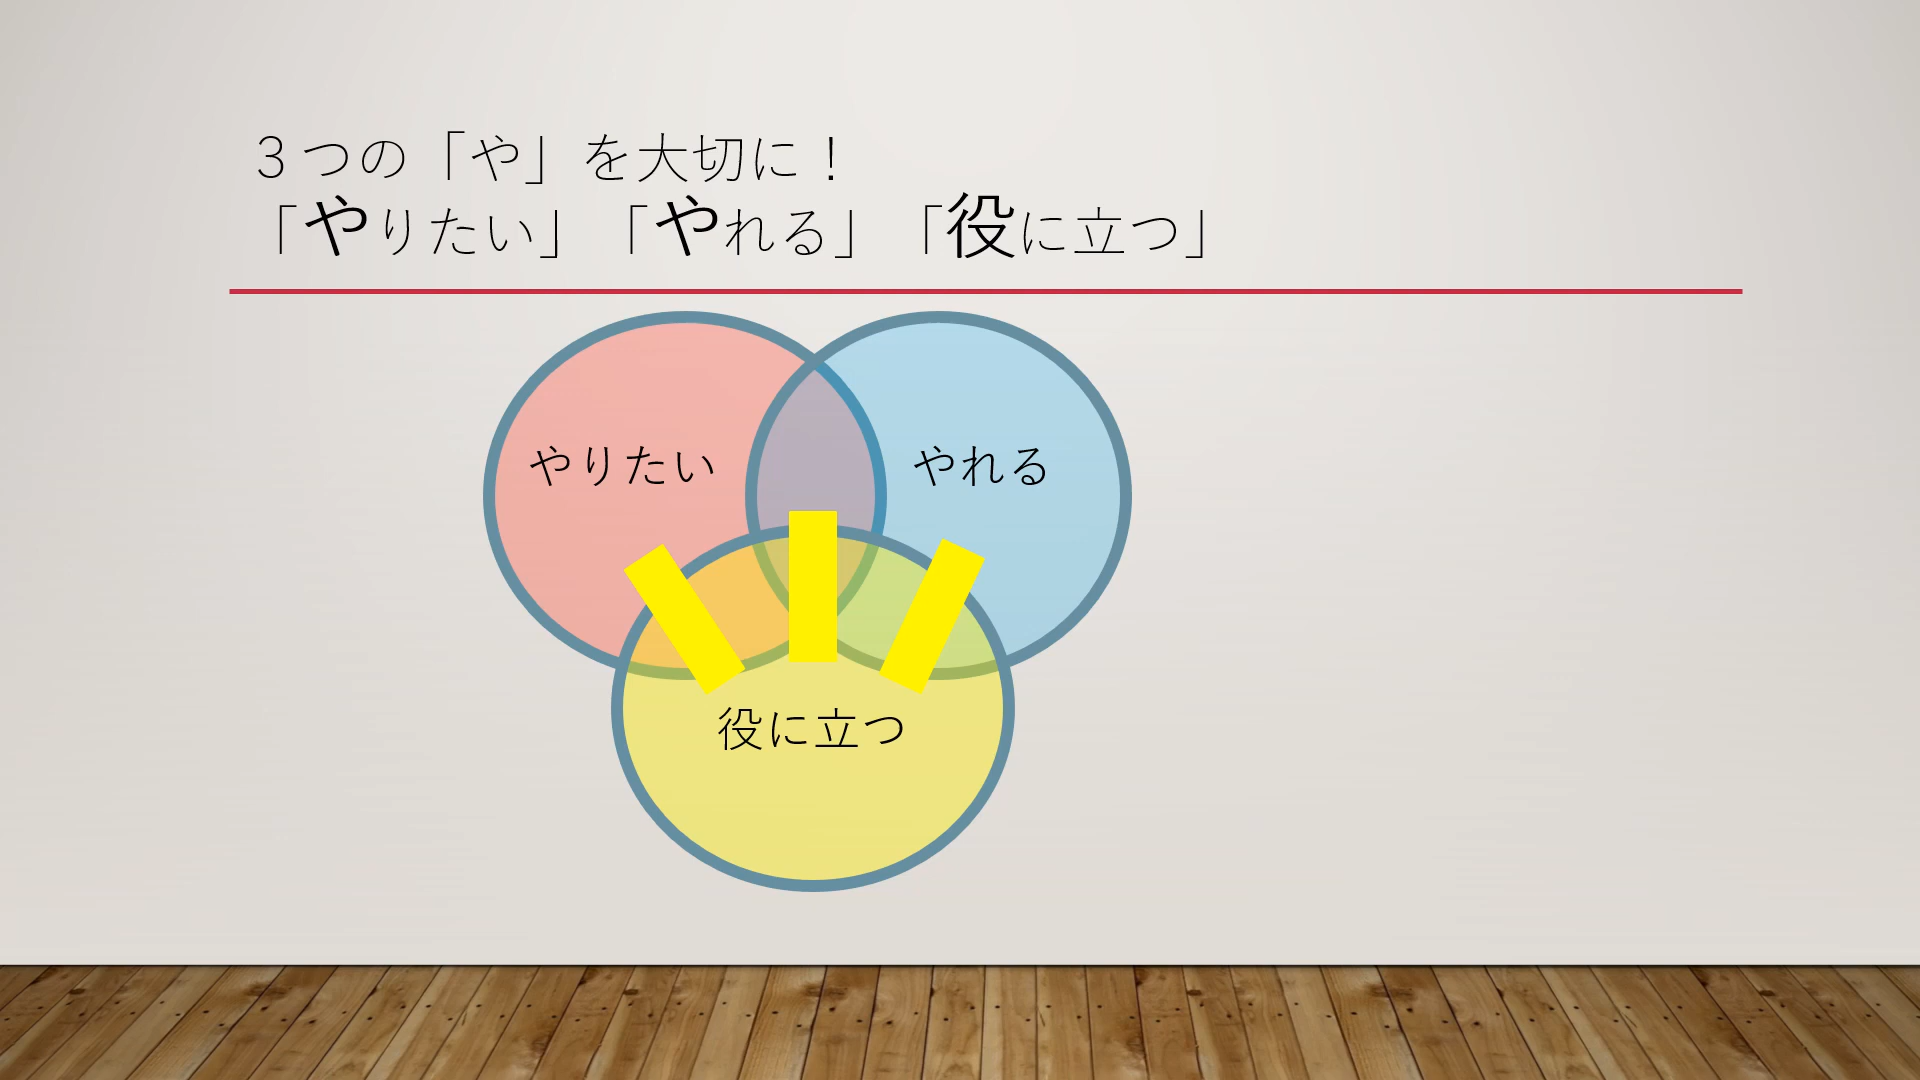 ３つの「や」を大切に！
「やりたい」「やれる」「役に立つ」
やりたい
やれる
役に立つ